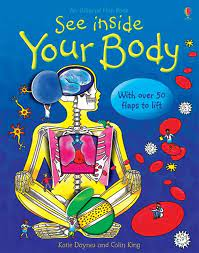 An Usborne Flap Book
See inside
Your Body
With over 50
flaps to lift
Katie Daynes and Colin King